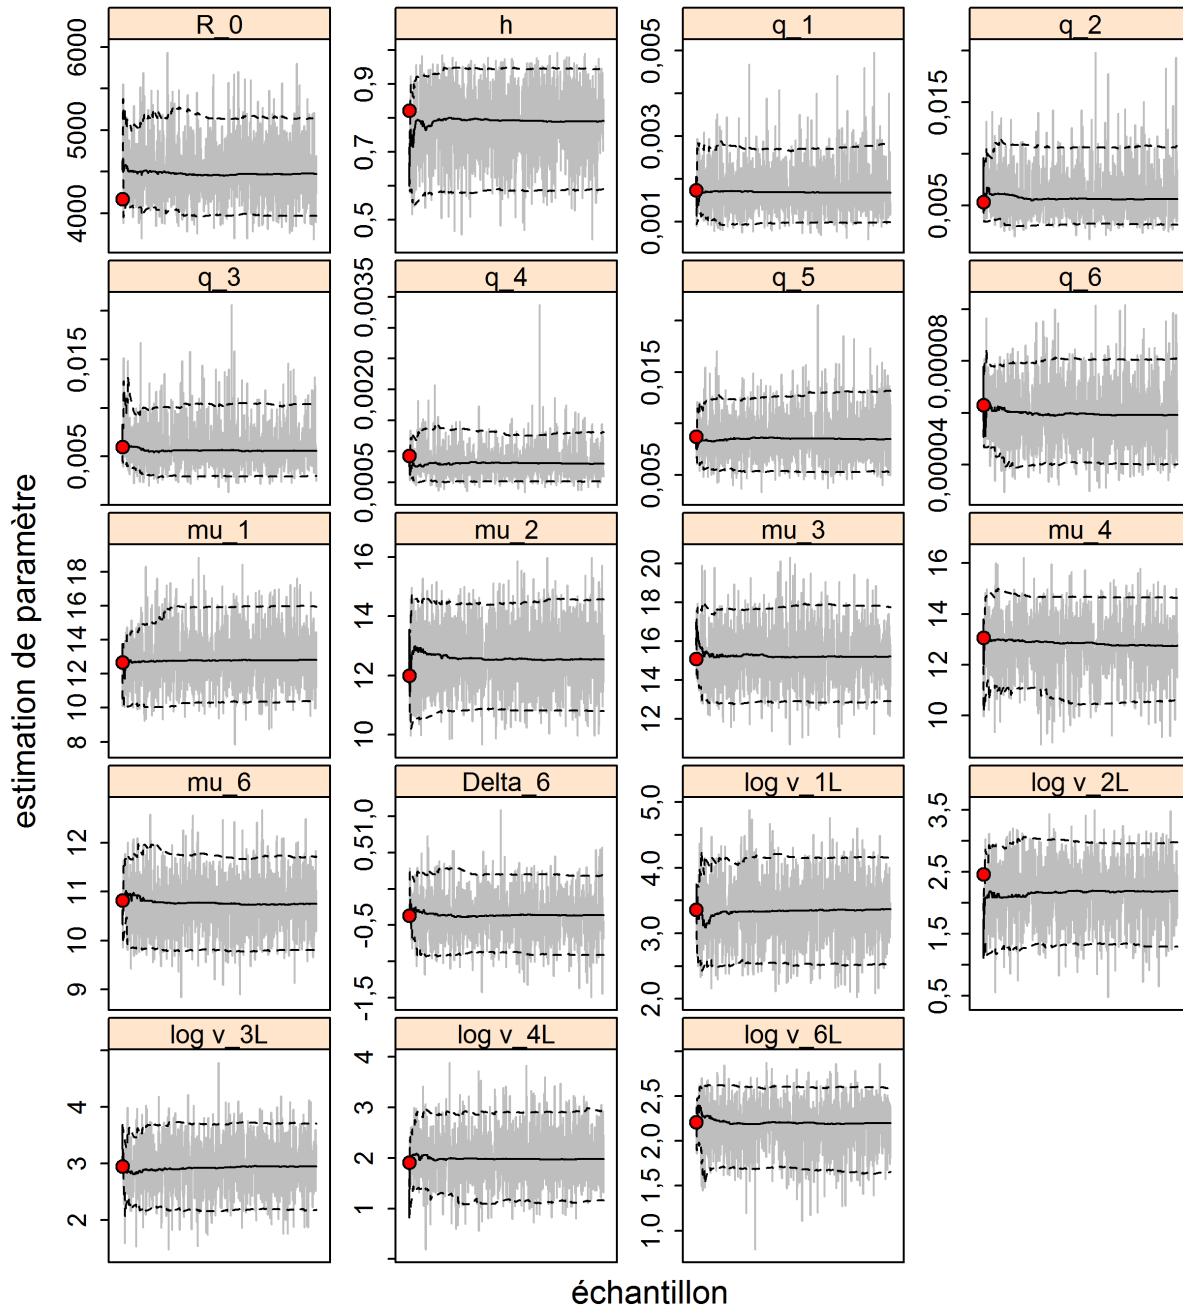 R_0
h
q_1
q_2
4000 5000 6000
0,5 0,7 0,9
0,001 0,003 0,005
0,005 0,015
q_3
q_4
q_5
q_6
0,005 0,015
0,0005 0,0020 0,0035
0,005 0,015
0,0004 0,00008
mu_1
mu_2
mu_3
mu_4
8 10 12 14 16 18
10 12 14 16
12 14 16 18 20
10 12 14 16
mu_6
Delta_6
log v_1L
log v_2L
9 10 11 12
-1,5 -0,5 0,5 1,0
2,0 3,0 4,0 5,0
0,5 1,5 2,5 3,5
log v_3L
log v_4L
log v_6L
2 3 4
1 2 3 4
1,0 1,5 2,0 2,5
estimation de paramètre
échantillon